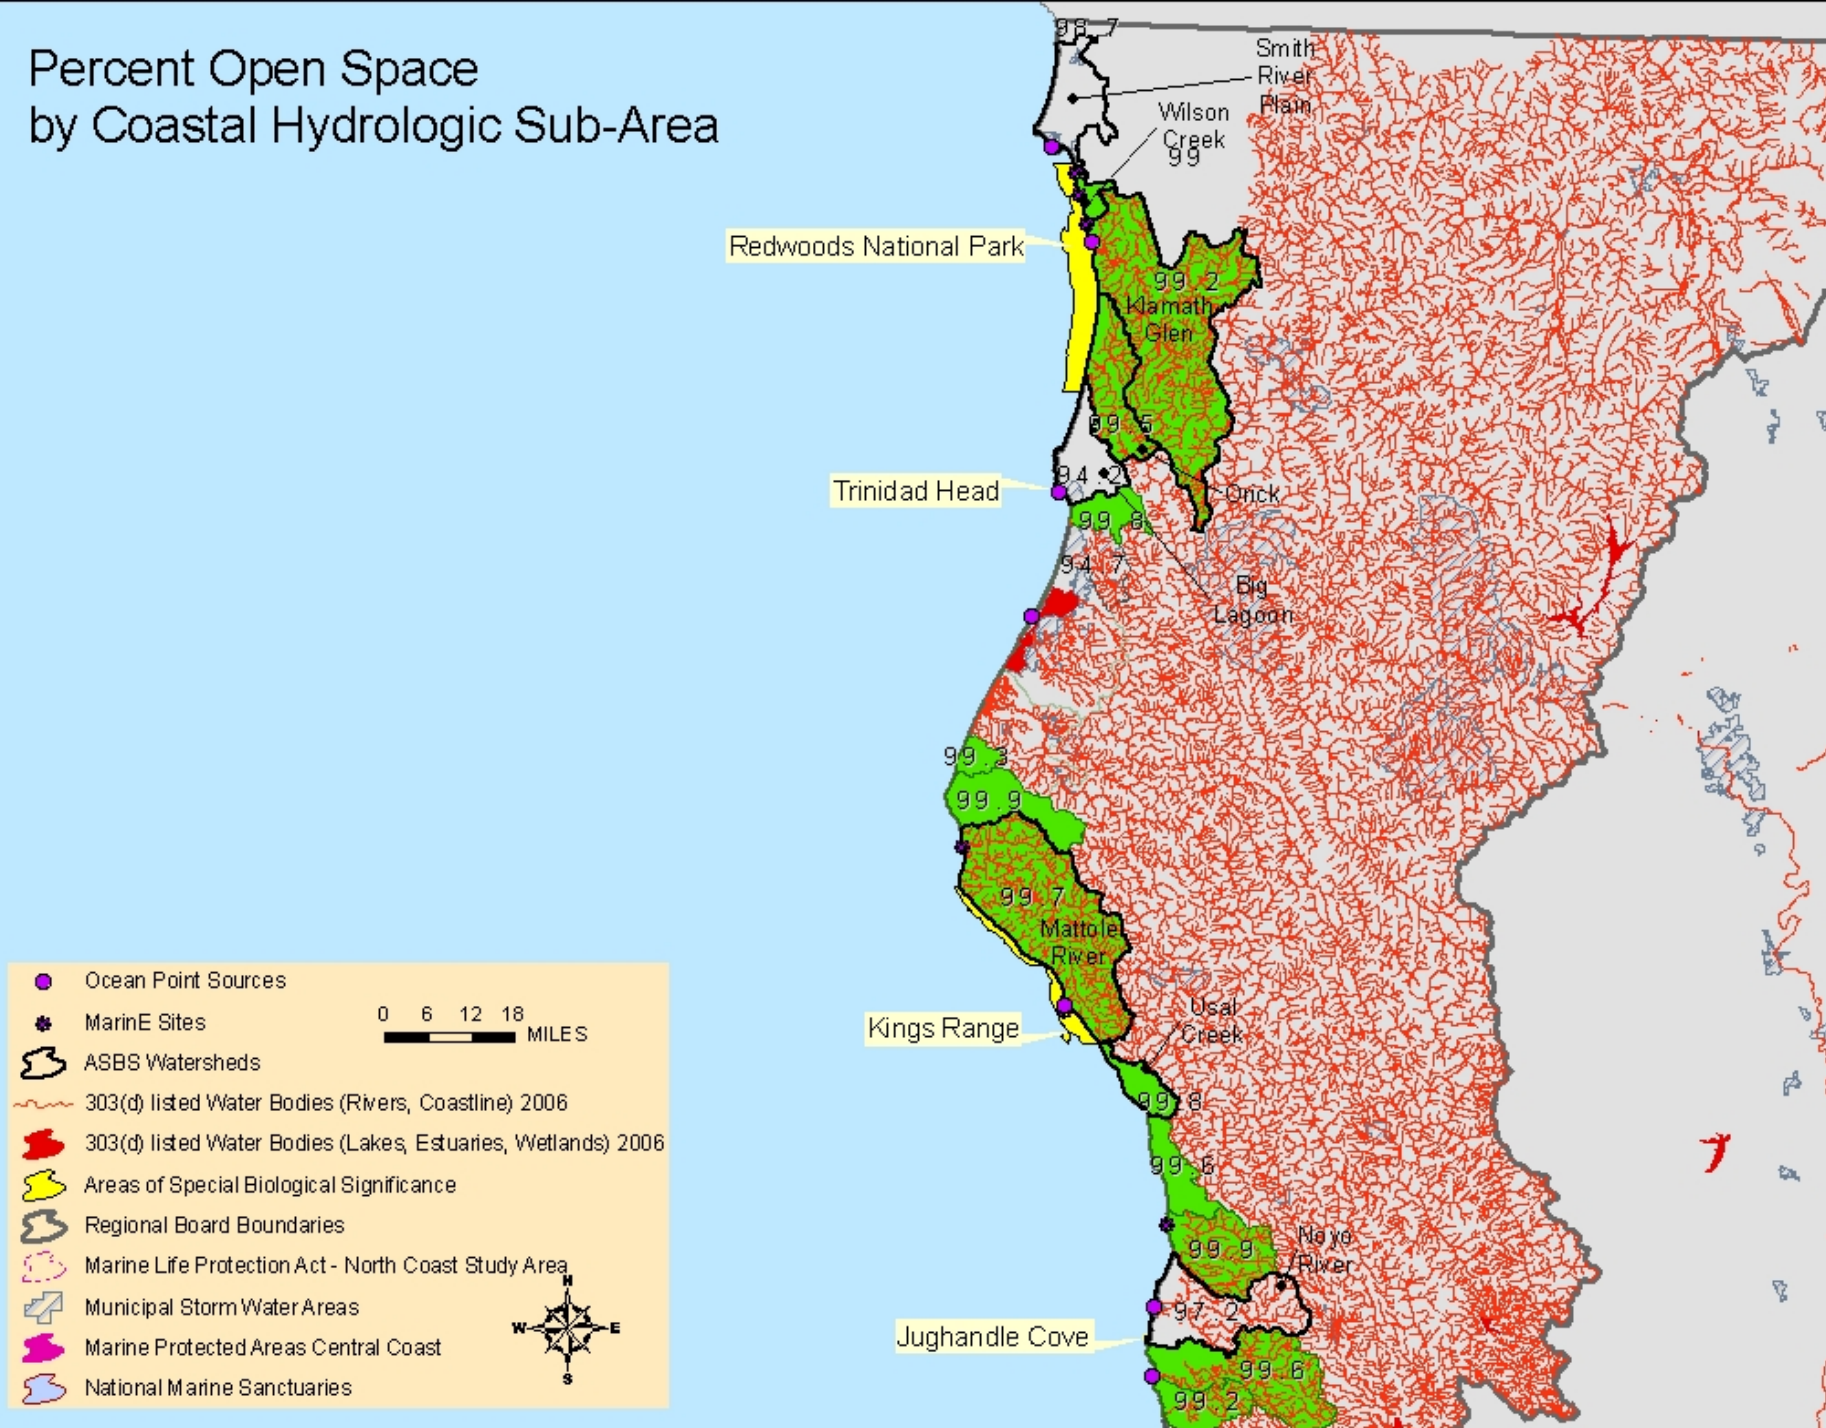 Percent Open Space
by Coastal Hydrologic Sub-Area
98.7
Smith
River
Plain
Wilson
Creek
99
Redwoods National Park
99.2
Klamath
Glen
99.5
94.2
Trinidad Head
Orick
99.8
94.7
Big
Lagoon
99.3
99.9
99.7
Mattole
River
Kings Range
Usal
Creek
99.8
99.6
99.9
Noyo
River
97.2
Jughandle Cove
99.6
99.2
Ocean Point Sources
MarinE Sites
0 6 12 18
MILES
ASBS Watersheds
303(d) listed Water Bodies (Rivers, Coastline) 2006
303(d) listed Water Bodies (Lakes, Estuaries, Wetlands) 2006
Areas of Special Biological Significance
Regional Board Boundaries
Marine Life Protection Act - North Coast Study Area
Municipal Storm Water Areas
Marine Protected Areas Central Coast
National Marine Sanctuaries
N
W E
S